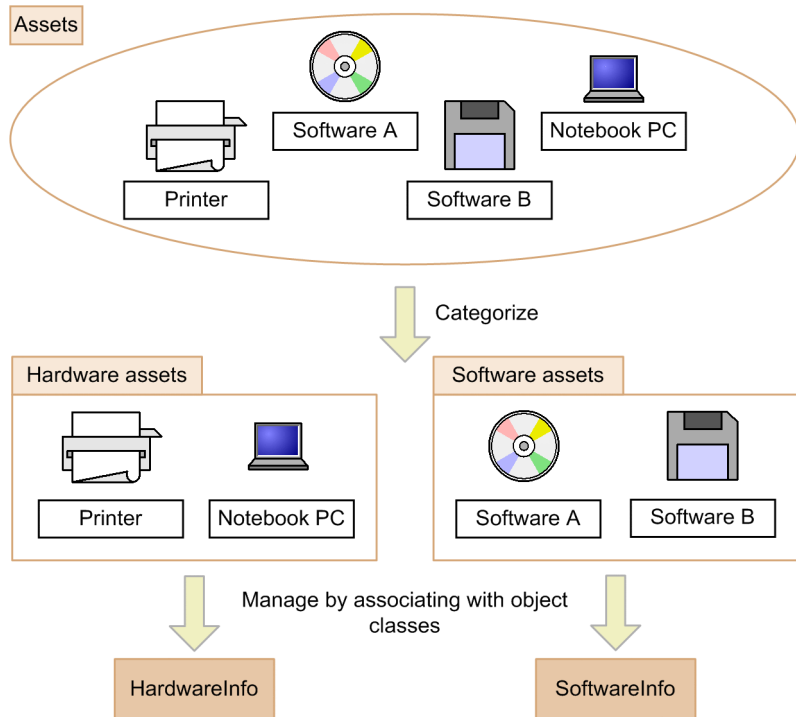 Assets
Software A
Notebook PC
Printer
Software B
Categorize
Hardware assets
Software assets
Printer
Notebook PC
Software A
Software B
Manage by associating with object
classes
HardwareInfo
SoftwareInfo